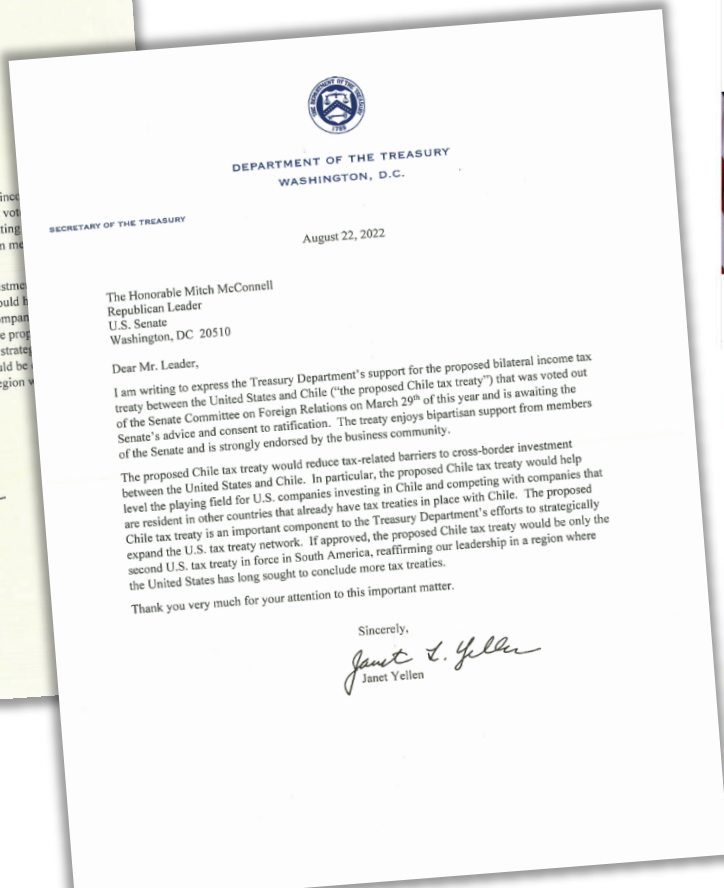 THE DEPARTMENT OF THE TREASURY
1789
DEPARTMENT OF THE TREASURY
WASHINGTON, D.C.
SECRETARY OF THE TREASURY
August 22, 2022
The Honorable Mitch McConnell
Republican Leader
U.S. Senate
Washington, DC 20510
Dear Mr. Leader,
I am writing to express the Treasury Department's support for the proposed bilateral income tax
treaty between the United States and Chile (“the proposed Chile tax treaty”) that was voted out
of the Senate Committee on Foreign Relations on March 29th of this year and is awaiting the
Senate's advice and consent to ratification. The treaty enjoys bipartisan support from members
of the Senate and is strongly endorsed by the business community.
The proposed Chile tax treaty would reduce tax-related barriers to cross-border investment
between the United States and Chile. In particular, the proposed Chile tax treaty would help
level the playing field for U.S. companies investing in Chile and competing with companies that
are resident in other countries that already have tax treaties in place with Chile. The proposed
Chile tax treaty is an important component to the Treasury Department's efforts to strategically
expand the U.S. tax treaty network. If approved, the proposed Chile tax treaty would be only the
second U.S. tax treaty in force in South America, reaffirming our leadership in a region where
the United States has long sought to conclude more tax treaties.
Thank you very much for your attention to this important matter.
Sincerely,
Janet L. Yellen
Janet Yellen